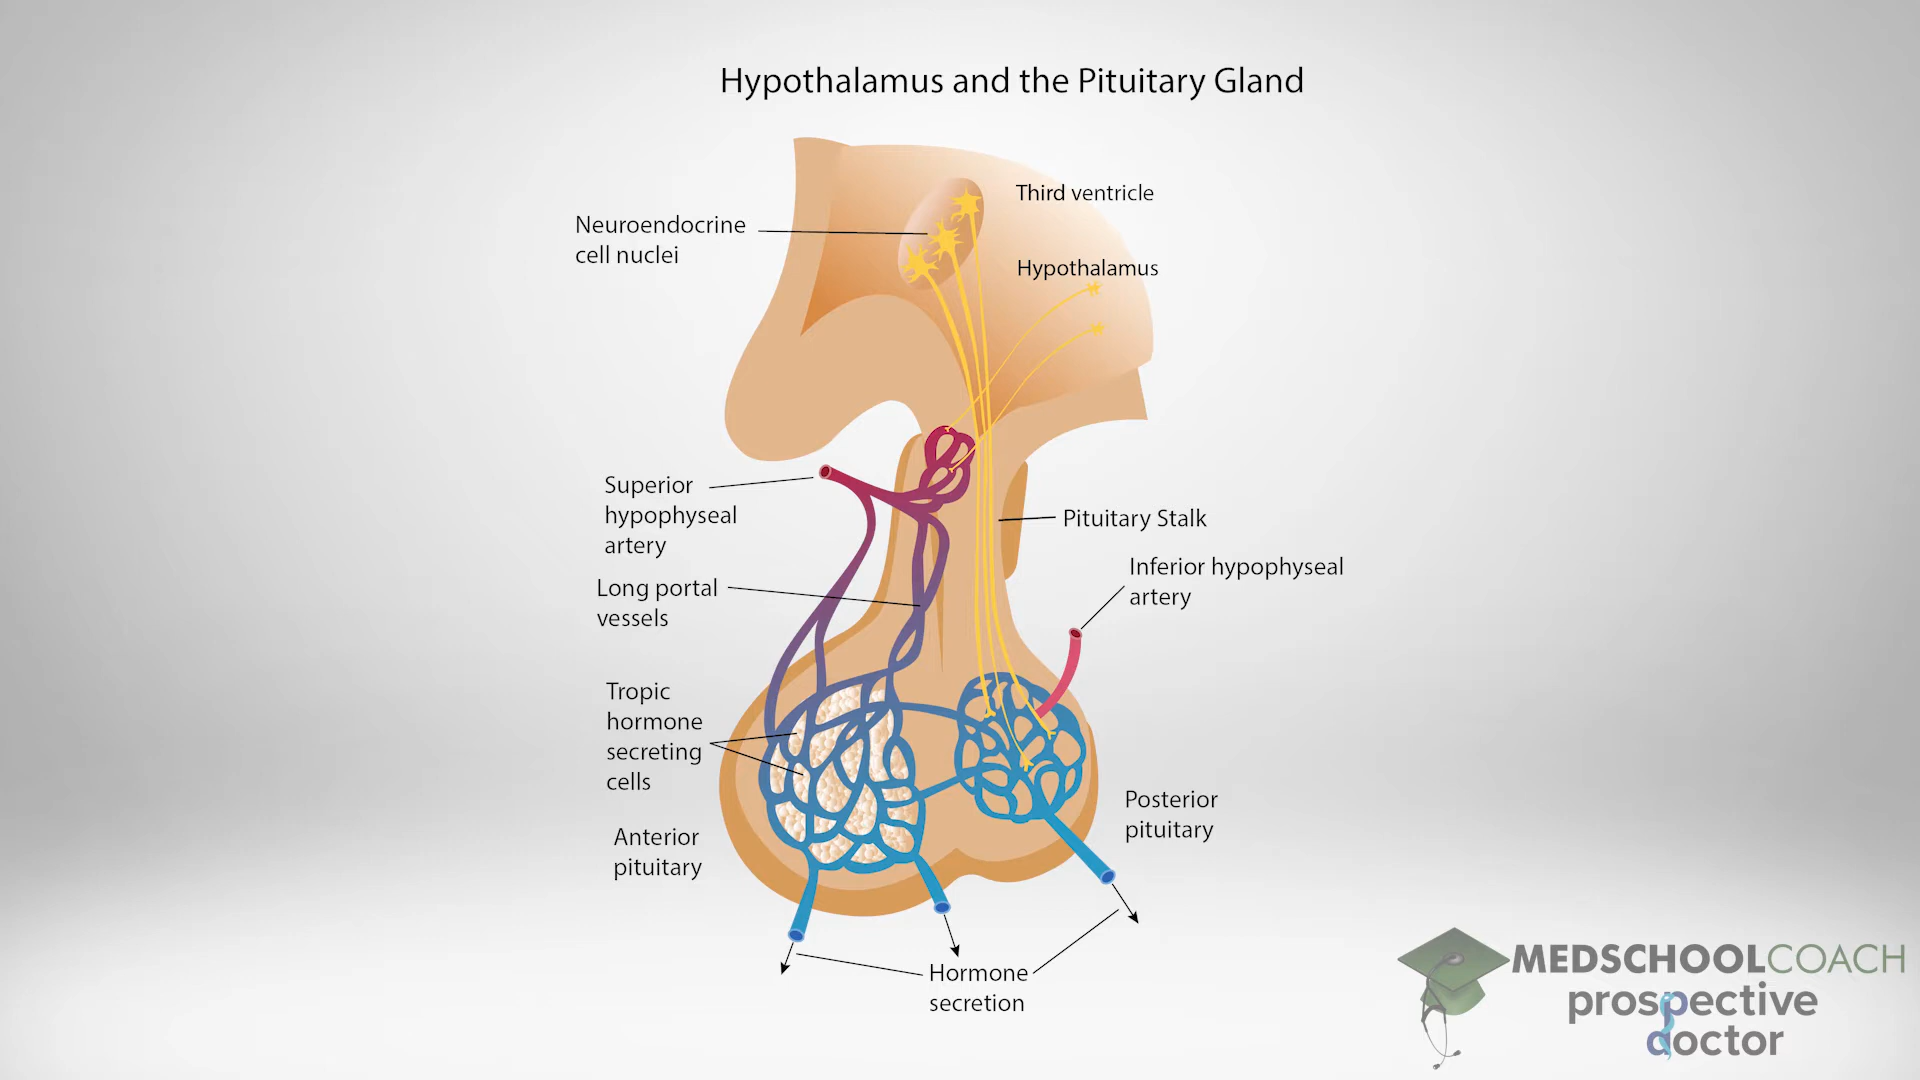 Hypothalamus and the Pituitary Gland
Third ventricle
Neuroendocrine
cell nuclei
Hypothalamus
Superior
hypophyseal
artery
Pituitary Stalk
Inferior hypophyseal
artery
Long portal
vessels
Tropic
hormone
secreting
cells
Anterior
pituitary
Posterior
pituitary
Hormone
secretion
MEDSCHOOLCOACH
prospective
doctor